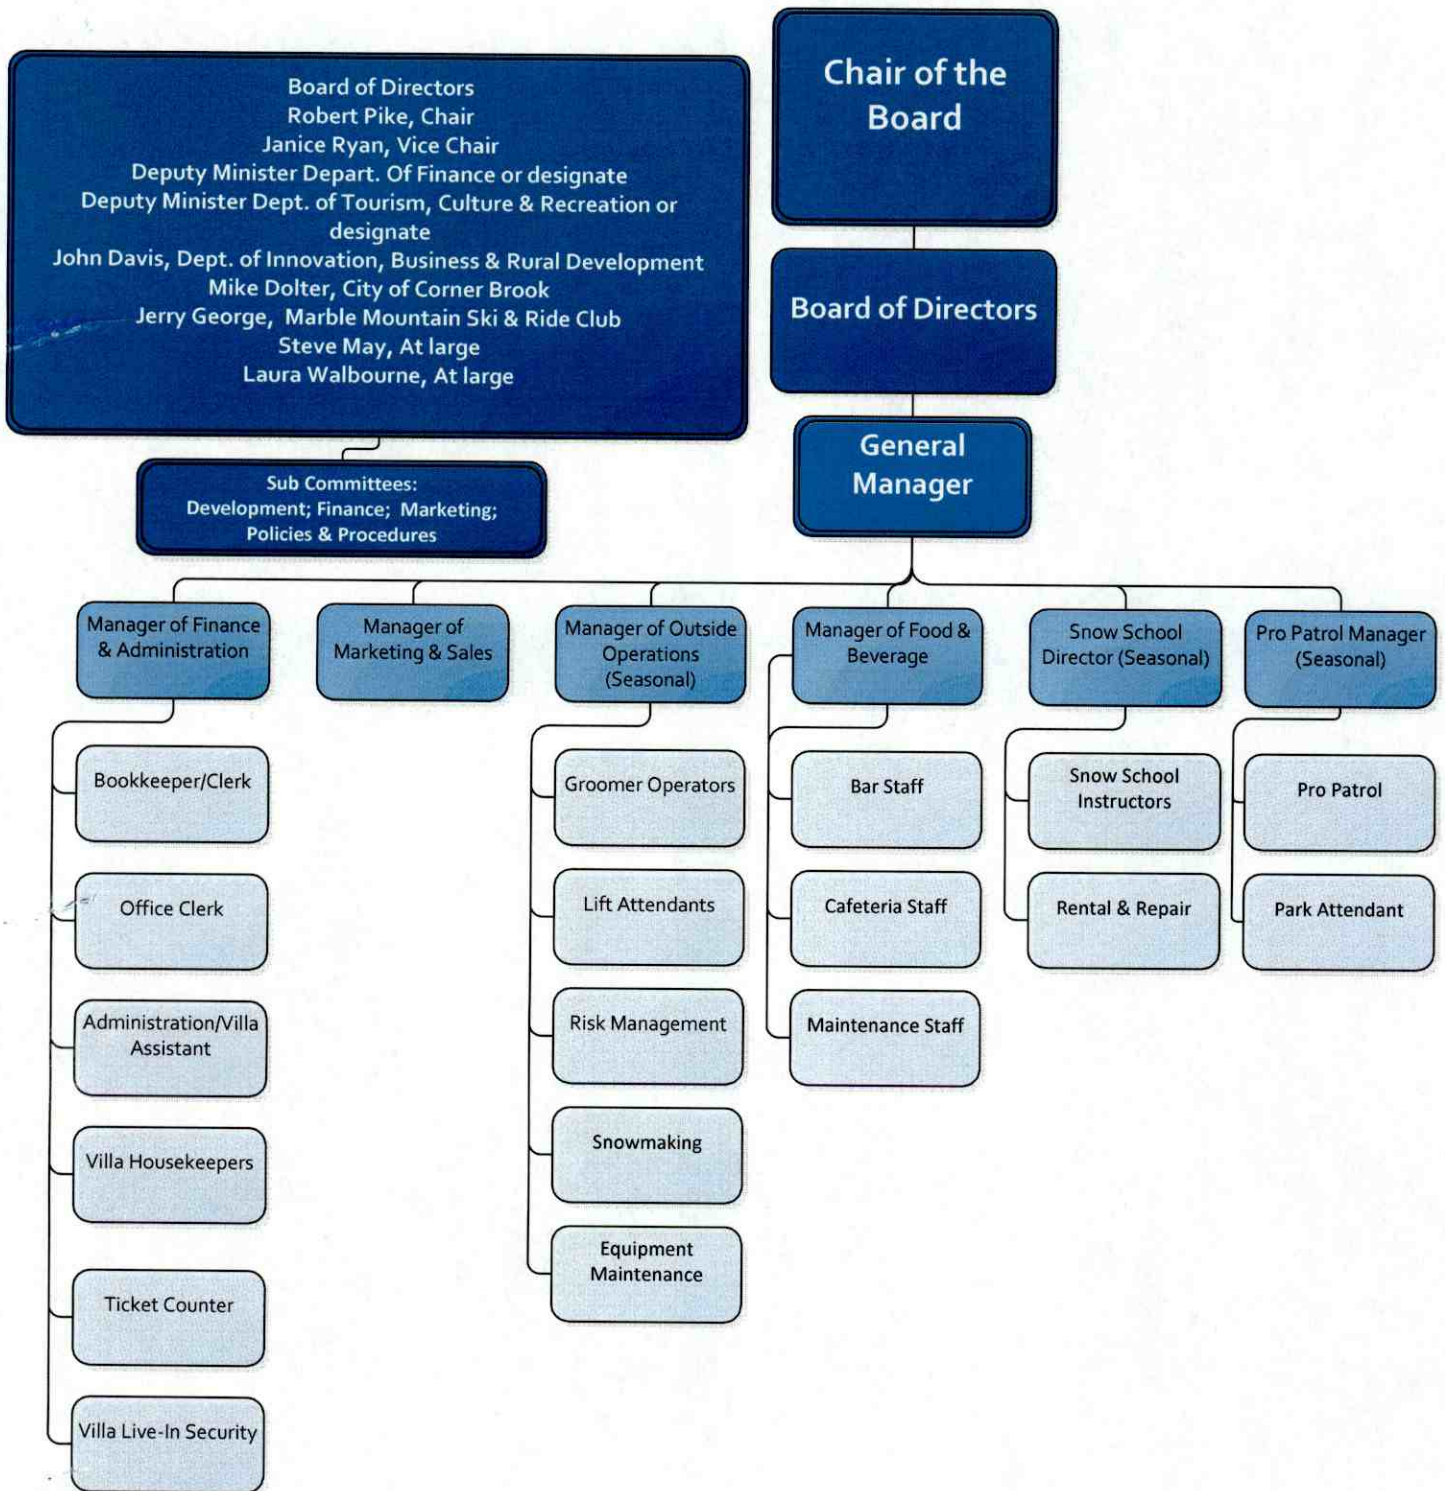 Board of Directors
Robert Pike, Chair
Janice Ryan, Vice Chair
Deputy Minister Depart. Of Finance or designate
Deputy Minister Dept. of Tourism, Culture & Recreation or
designate
John Davis, Dept. of Innovation, Business & Rural Development
Mike Dolter, City of Corner Brook
Jerry George, Marble Mountain Ski & Ride Club
Steve May, At large
Laura Walbourne, At large
Sub Committees:
Development; Finance; Marketing;
Policies & Procedures
Chair of the
Board
Board of Directors
General
Manager
Manager of Finance
& Administration
Manager of
Marketing & Sales
Manager of Outside
Operations
(Seasonal)
Manager of Food &
Beverage
Snow School
Director (Seasonal)
Pro Patrol Manager
(Seasonal)
Bookkeeper/Clerk
Office Clerk
Administration/Villa
Assistant
Villa Housekeepers
Ticket Counter
Villa Live-In Security
Groomer Operators
Lift Attendants
Risk Management
Snowmaking
Equipment
Maintenance
Bar Staff
Cafeteria Staff
Maintenance Staff
Snow School
Instructors
Rental & Repair
Pro Patrol
Park Attendant